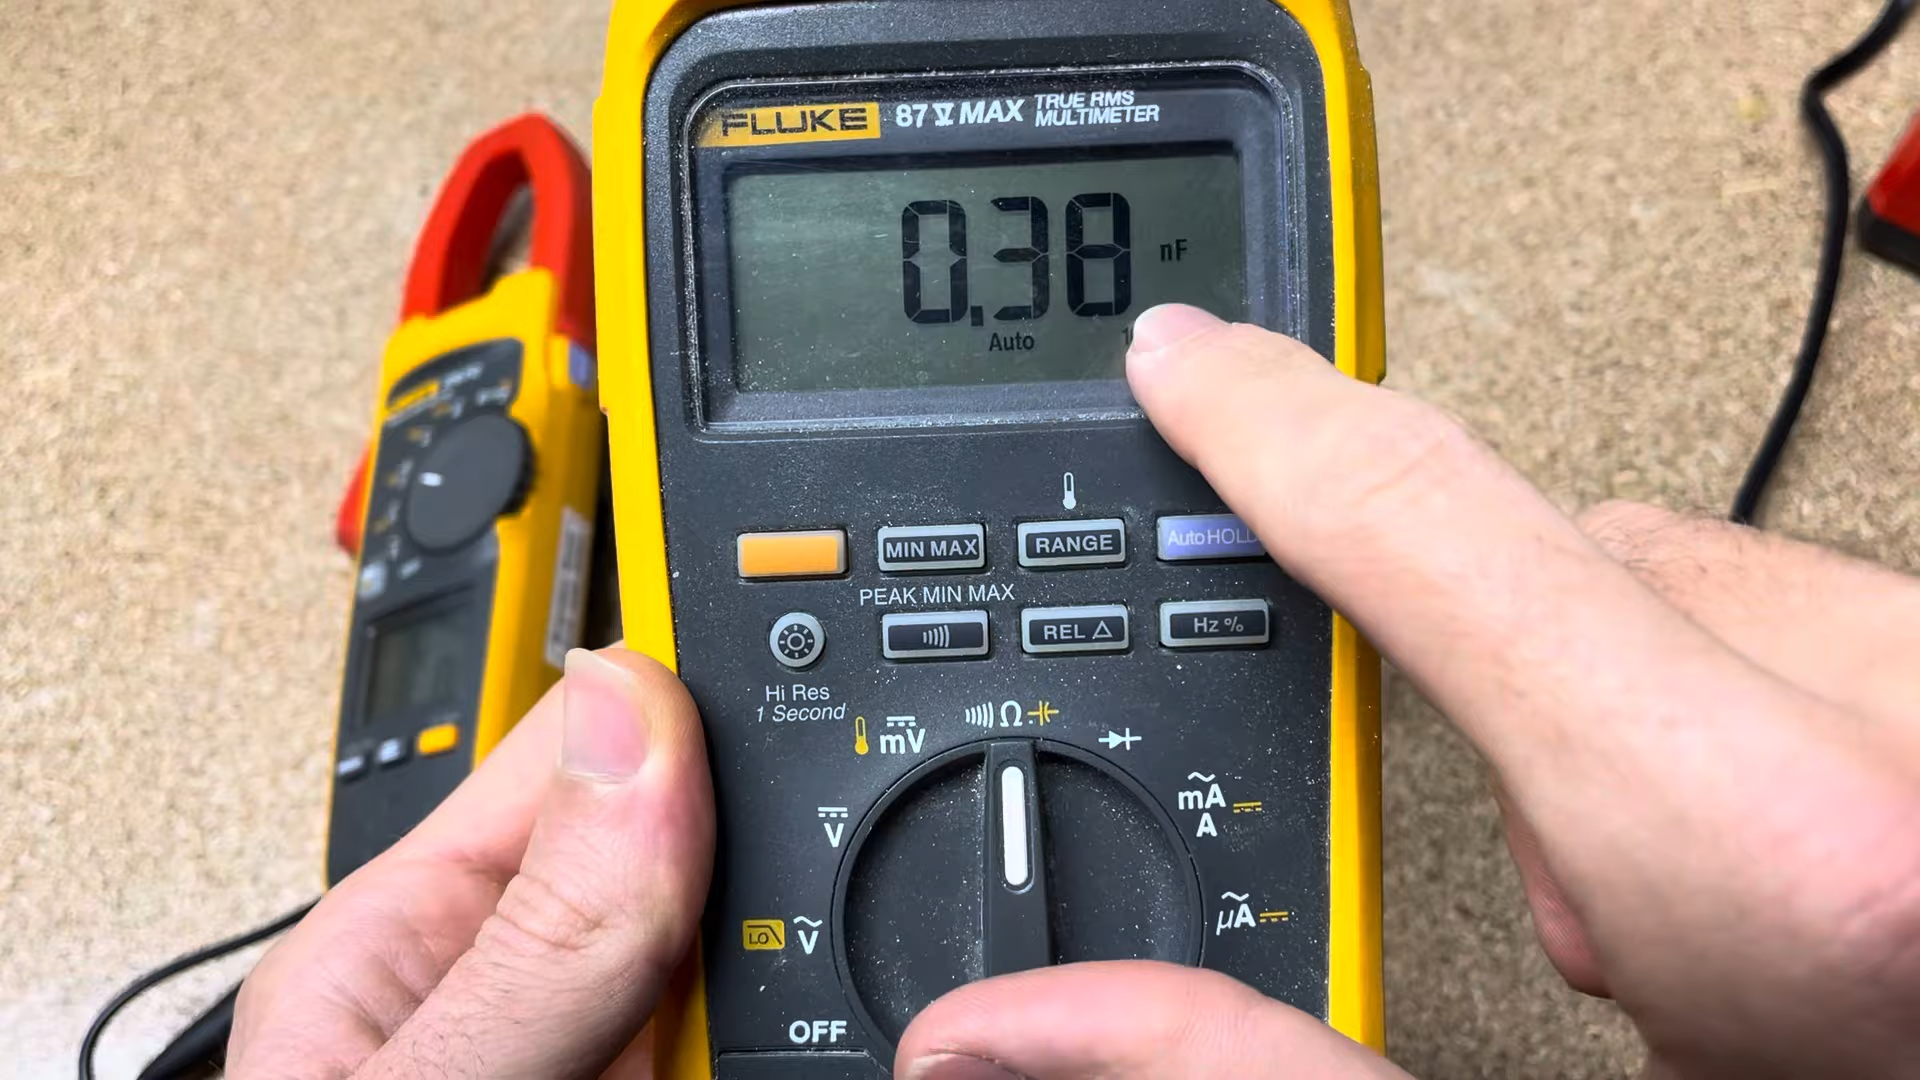 FLUKE 87 V MAX TRUE RMS
MULTIMETER
0.38 nF
Auto
MIN MAX RANGE AutoHOLD
PEAK MIN MAX
REL △ Hz %
Hi Res
1 Second
mV Ω
V mA
A
LO V µA
OFF